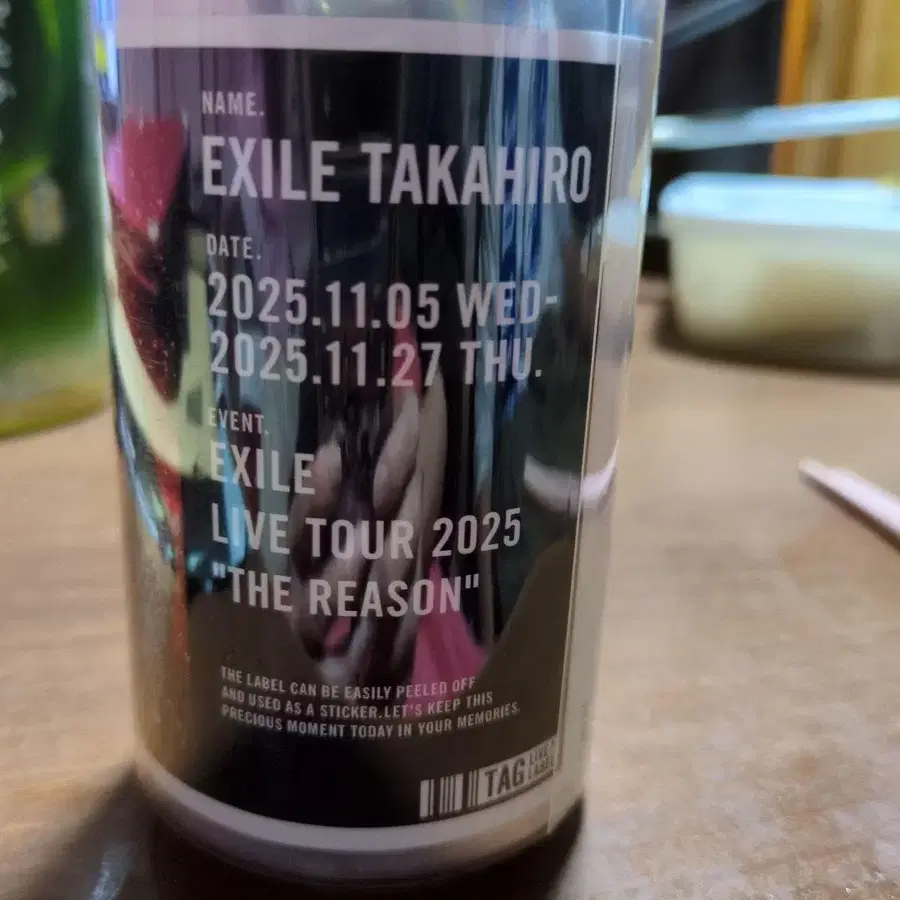 NAME.
EXILE TAKAHIRO
DATE.
2025.11.05 WED-
2025.11.27 THU.
EVENT.
EXILE
LIVE TOUR 2025
"THE REASON"
THE LABEL CAN BE EASILY PEELED OFF
AND USED AS A STICKER.LET'S KEEP THIS
PRECIOUS MOMENT TODAY IN YOUR MEMORIES.
TAG
LIVE
LABEL